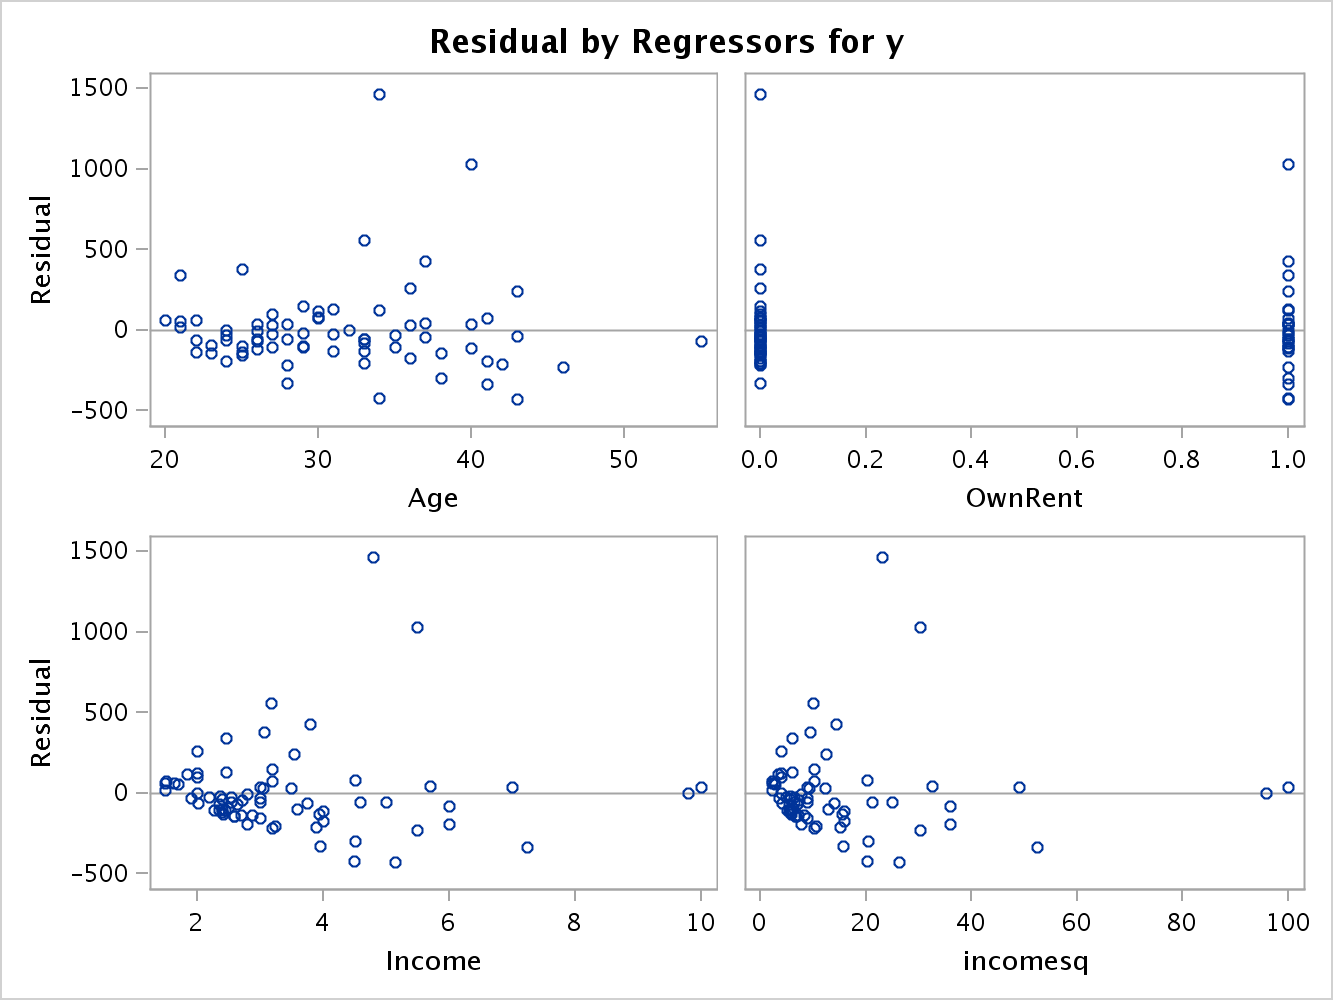 Residual by Regressors for y
1500
1000
500
0
-500
Residual
20 30 40 50
Age
0.0 0.2 0.4 0.6 0.8 1.0
OwnRent
1500
1000
500
0
-500
Residual
2 4 6 8 10
Income
0 20 40 60 80 100
incomesq